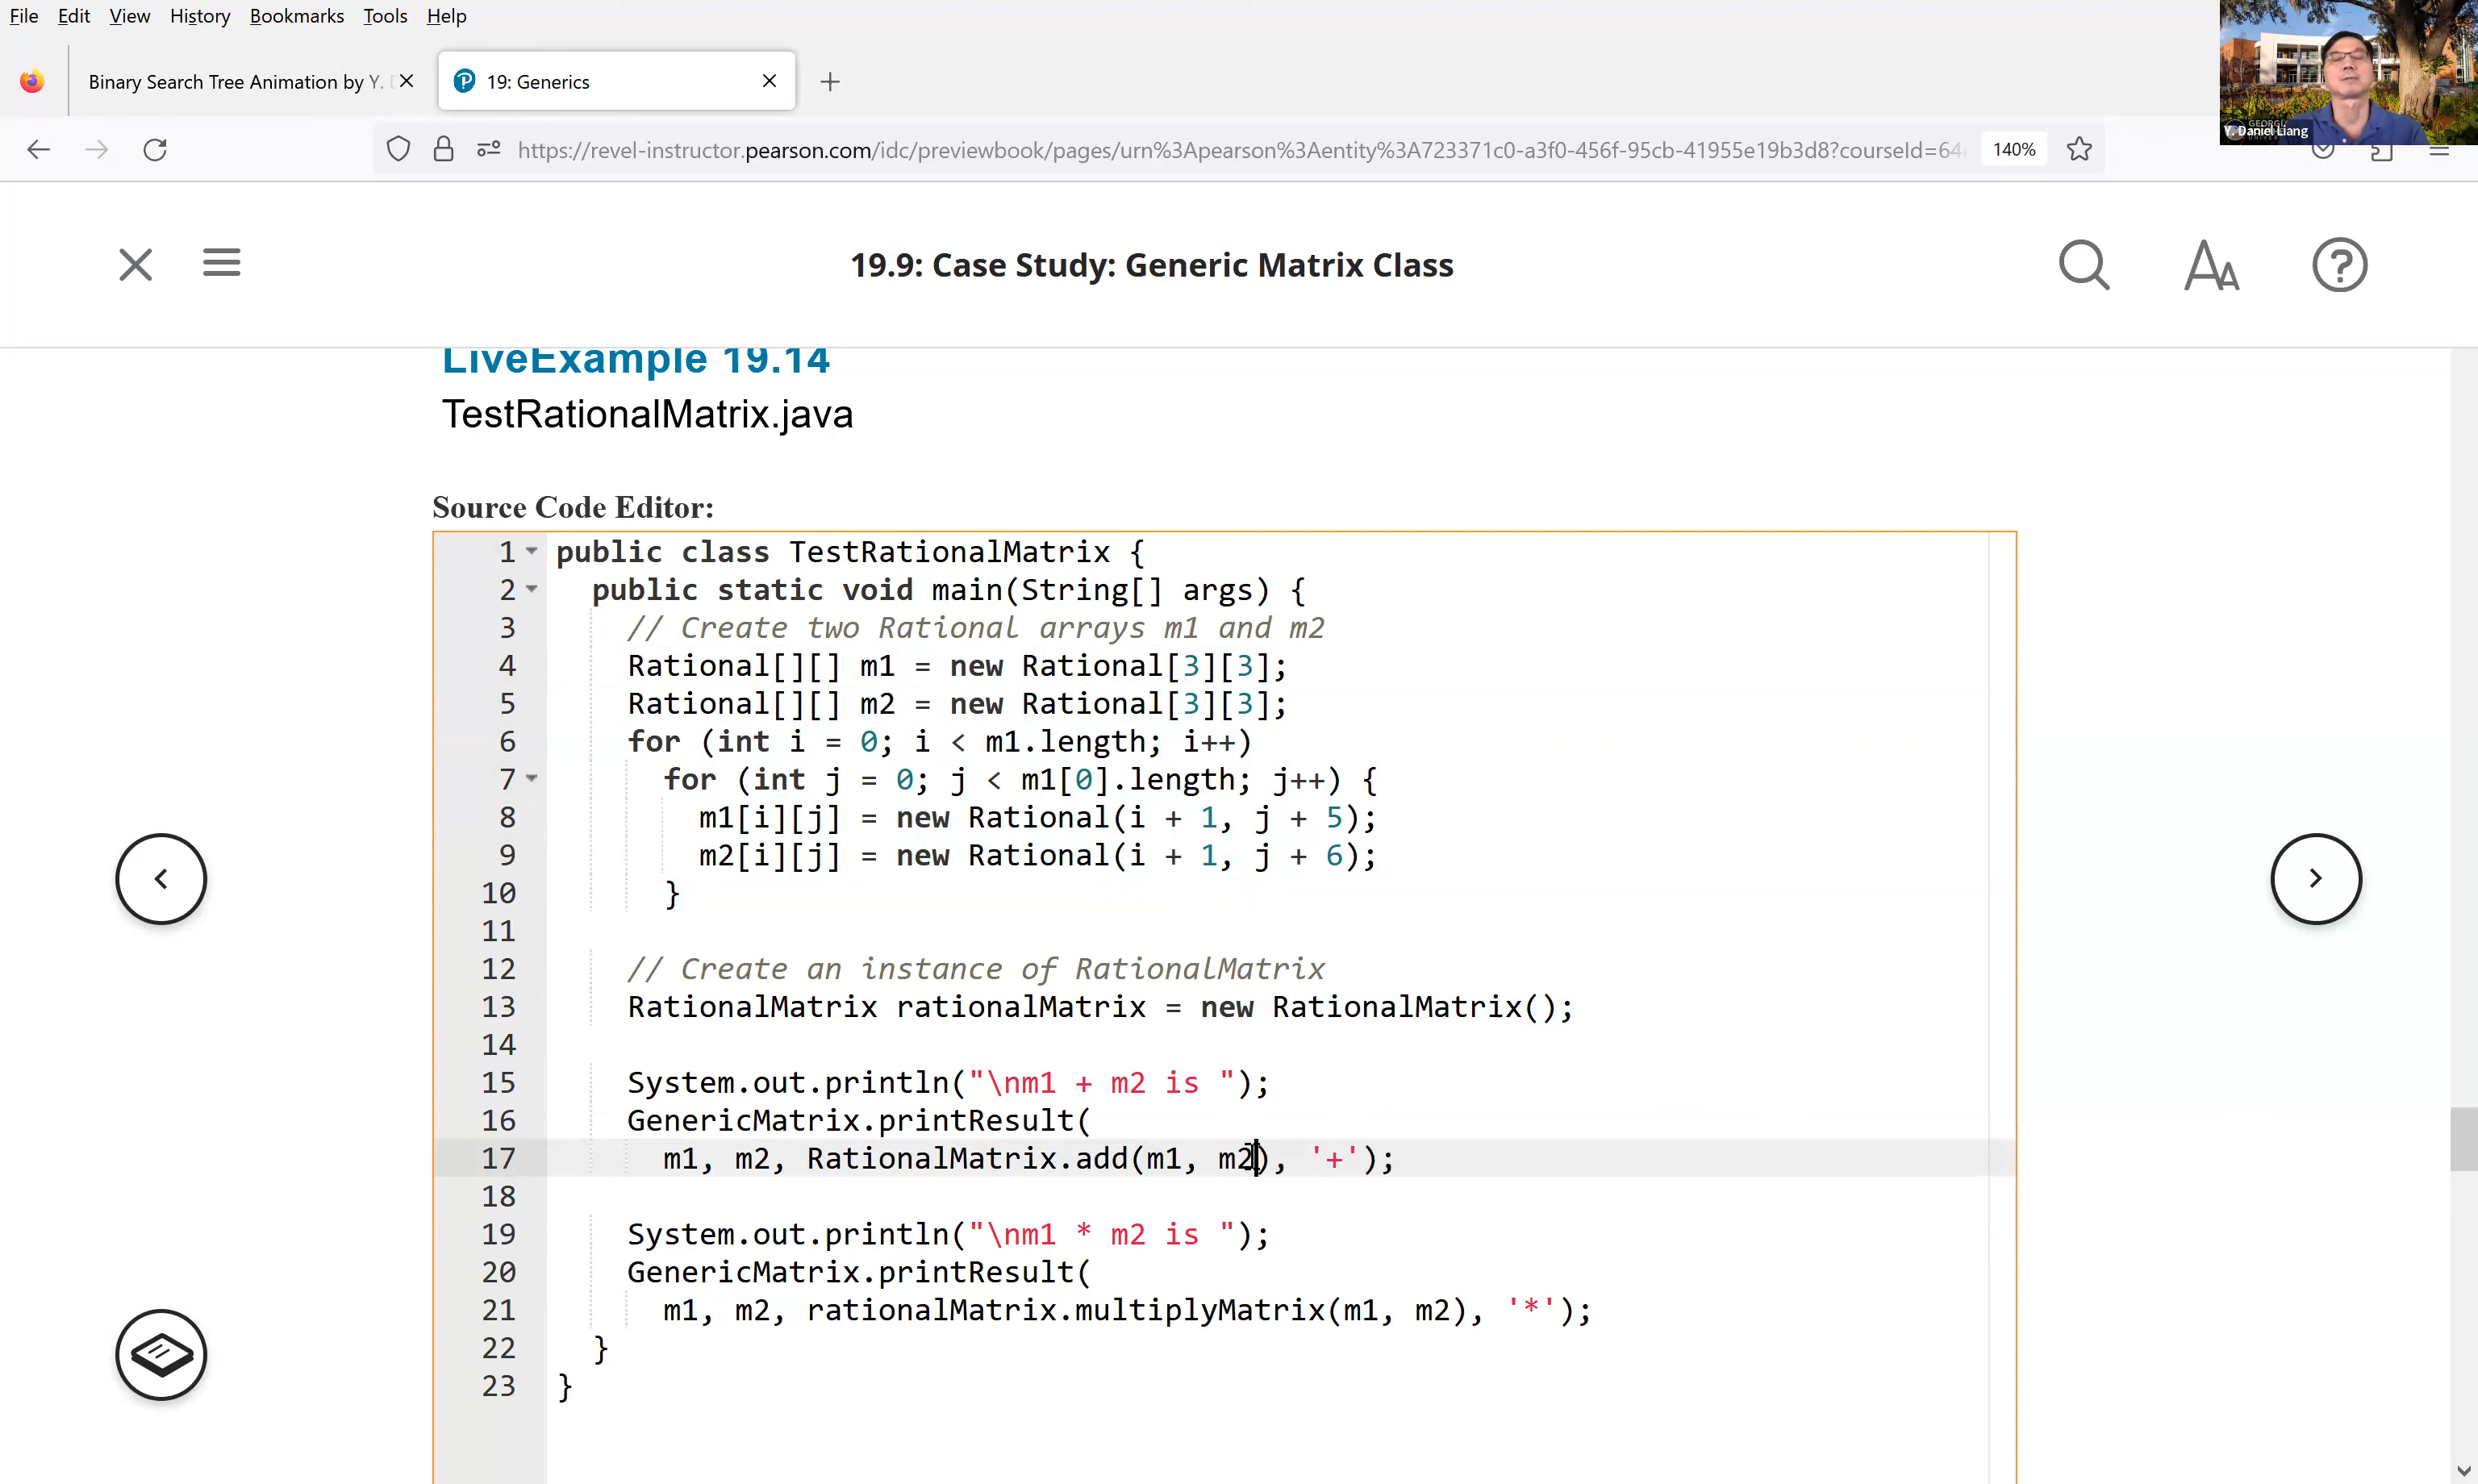 File Edit View History Bookmarks Tools Help
Binary Search Tree Animation by Y.
19: Generics
https://revel-instructor.pearson.com/idc/previewbook/pages/urn%3Apearson%3Aentity%3A723371c0-a3f0-456f-95cb-41955e19b3d8?courseId=64
140%
Y. Daniel Liang
19.9: Case Study: Generic Matrix Class
LiveExample 19.14
TestRationalMatrix.java
Source Code Editor:
1 public class TestRationalMatrix {
2 public static void main(String[] args) {
3 // Create two Rational arrays m1 and m2
4 Rational[][] m1 = new Rational[3][3];
5 Rational[][] m2 = new Rational[3][3];
6 for (int i = 0; i < m1.length; i++)
7 for (int j = 0; j < m1[0].length; j++) {
8 m1[i][j] = new Rational(i + 1, j + 5);
9 m2[i][j] = new Rational(i + 1, j + 6);
10 }
11
12 // Create an instance of RationalMatrix
13 RationalMatrix rationalMatrix = new RationalMatrix();
14
15 System.out.println("\nm1 + m2 is ");
16 GenericMatrix.printResult(
17 m1, m2, RationalMatrix.add(m1, m2), '+');
18
19 System.out.println("\nm1 * m2 is ");
20 GenericMatrix.printResult(
21 m1, m2, rationalMatrix.multiplyMatrix(m1, m2), '*');
22 }
23 }